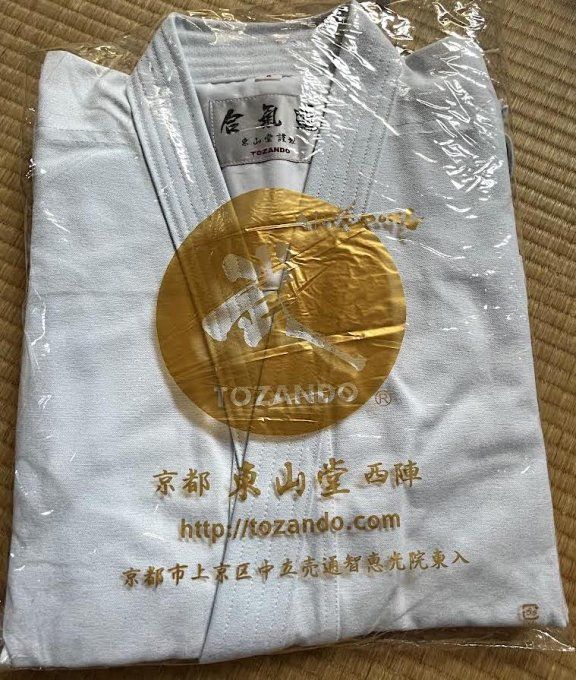 合氣
東山堂謹製
TOZANDO
武
TOZANDO ®
京都 東山堂 西陣
http://tozando.com
京都市上京区中立売通智恵光院東入